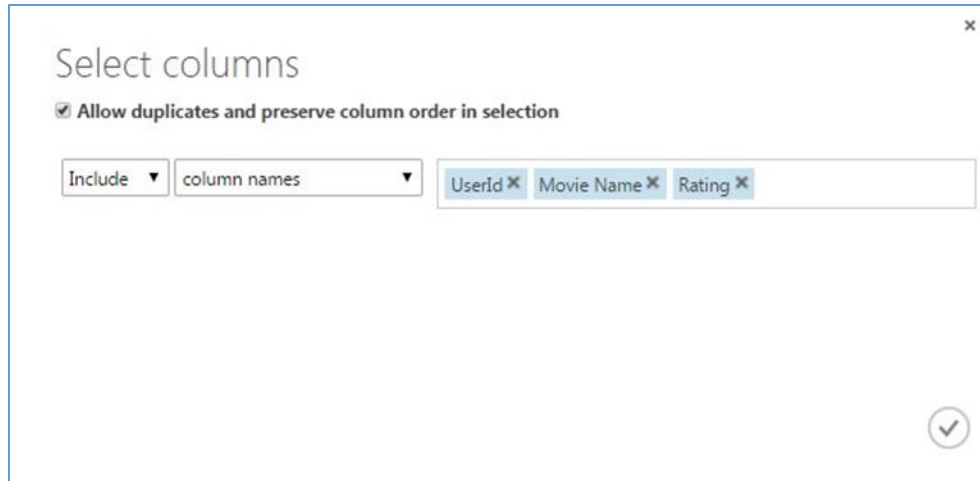 Select columns
Allow duplicates and preserve column order in selection
Include column names UserId Movie Name Rating